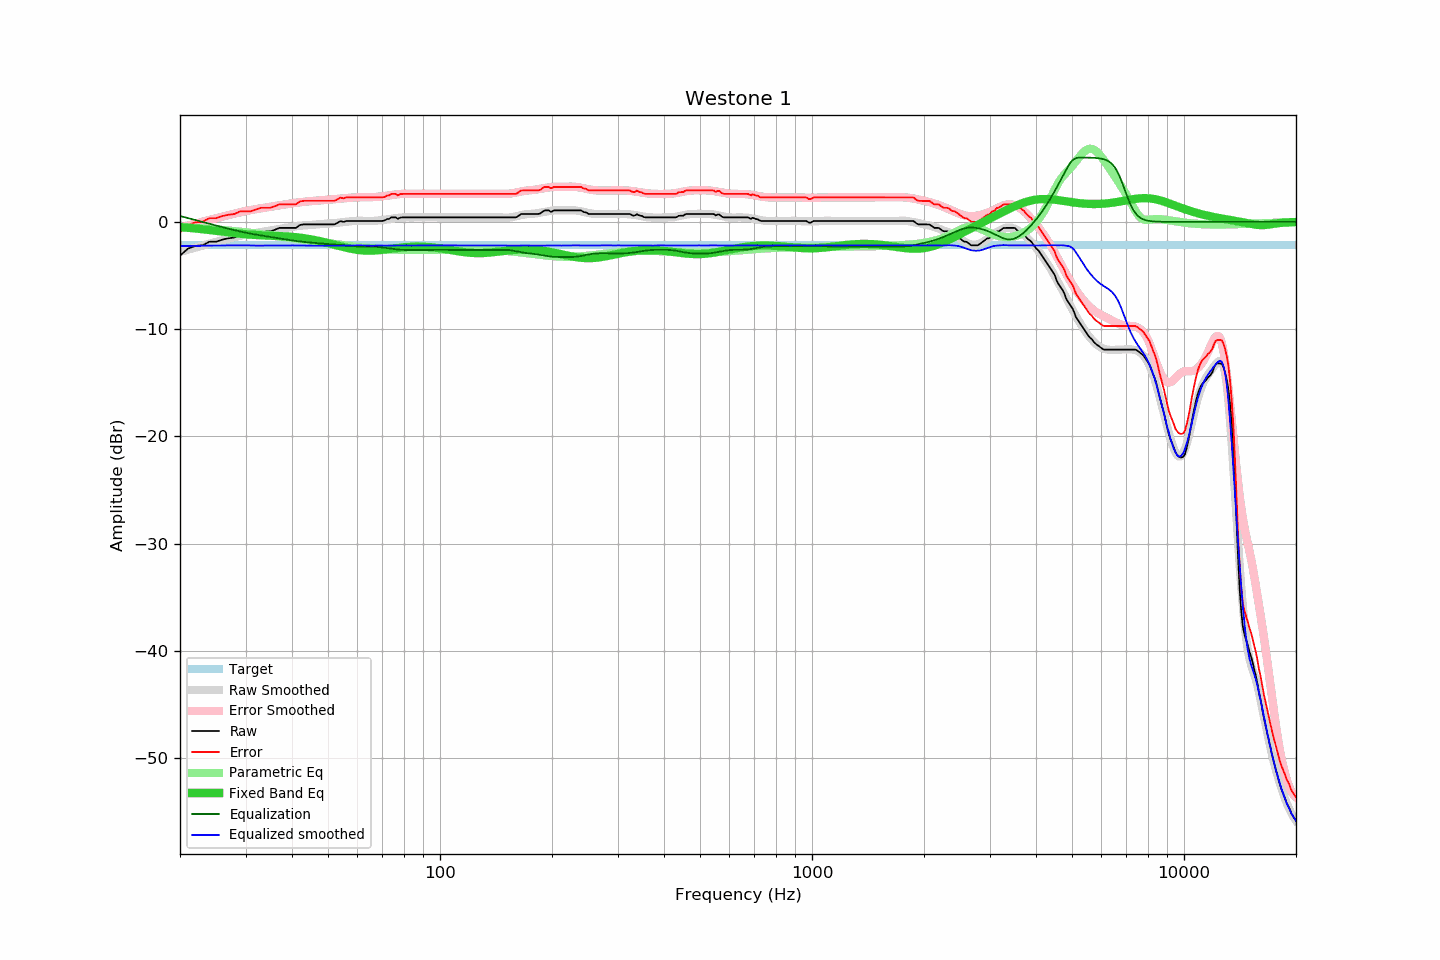 Westone 1
Amplitude (dBr)
0
−10
−20
−30
−40
−50
Target
Raw Smoothed
Error Smoothed
Raw
Error
Parametric Eq
Fixed Band Eq
Equalization
Equalized smoothed
100
1000
10000
Frequency (Hz)